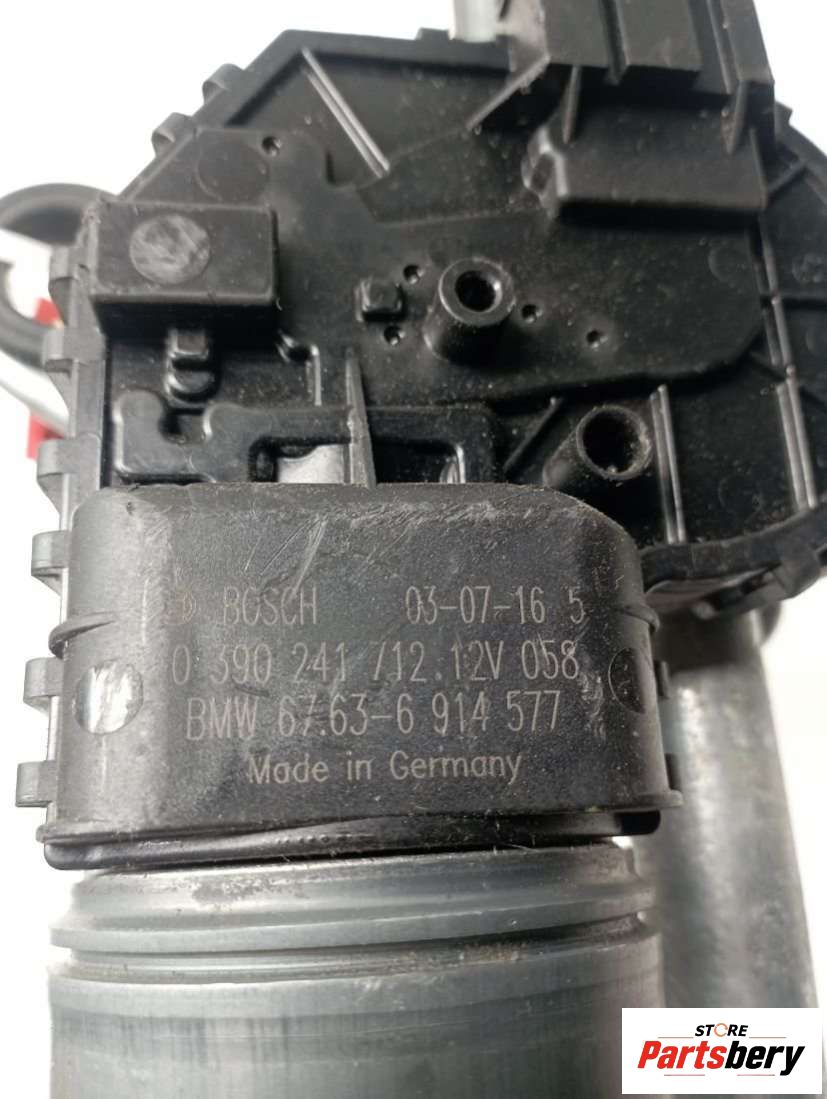 BOSCH 03-07-16 5
0 390 241 712.12V 058
BMW 67.63-6 914 577
Made in Germany
STORE
Partsbery